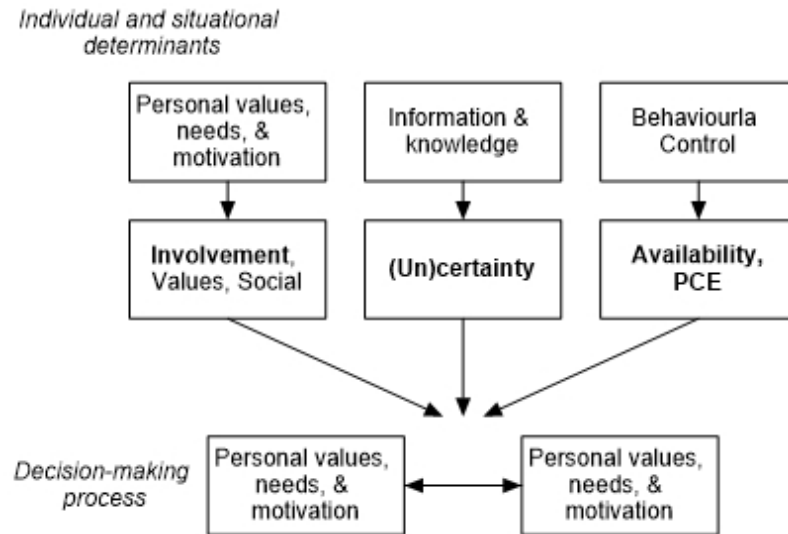 Individual and situational
determinants
Personal values,
needs, &
motivation
Information &
knowledge
Behaviourla
Control
Involvement,
Values, Social
(Un)certainty
Availability,
PCE
Decision-making
process
Personal values,
needs, &
motivation
Personal values,
needs, &
motivation